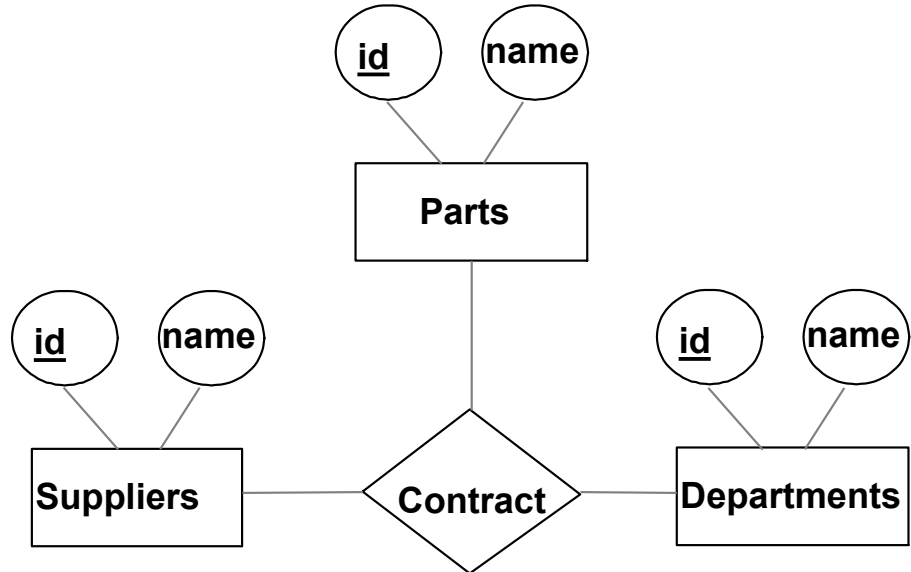 id
name
Parts
id
name
id
name
Suppliers
Contract
Departments